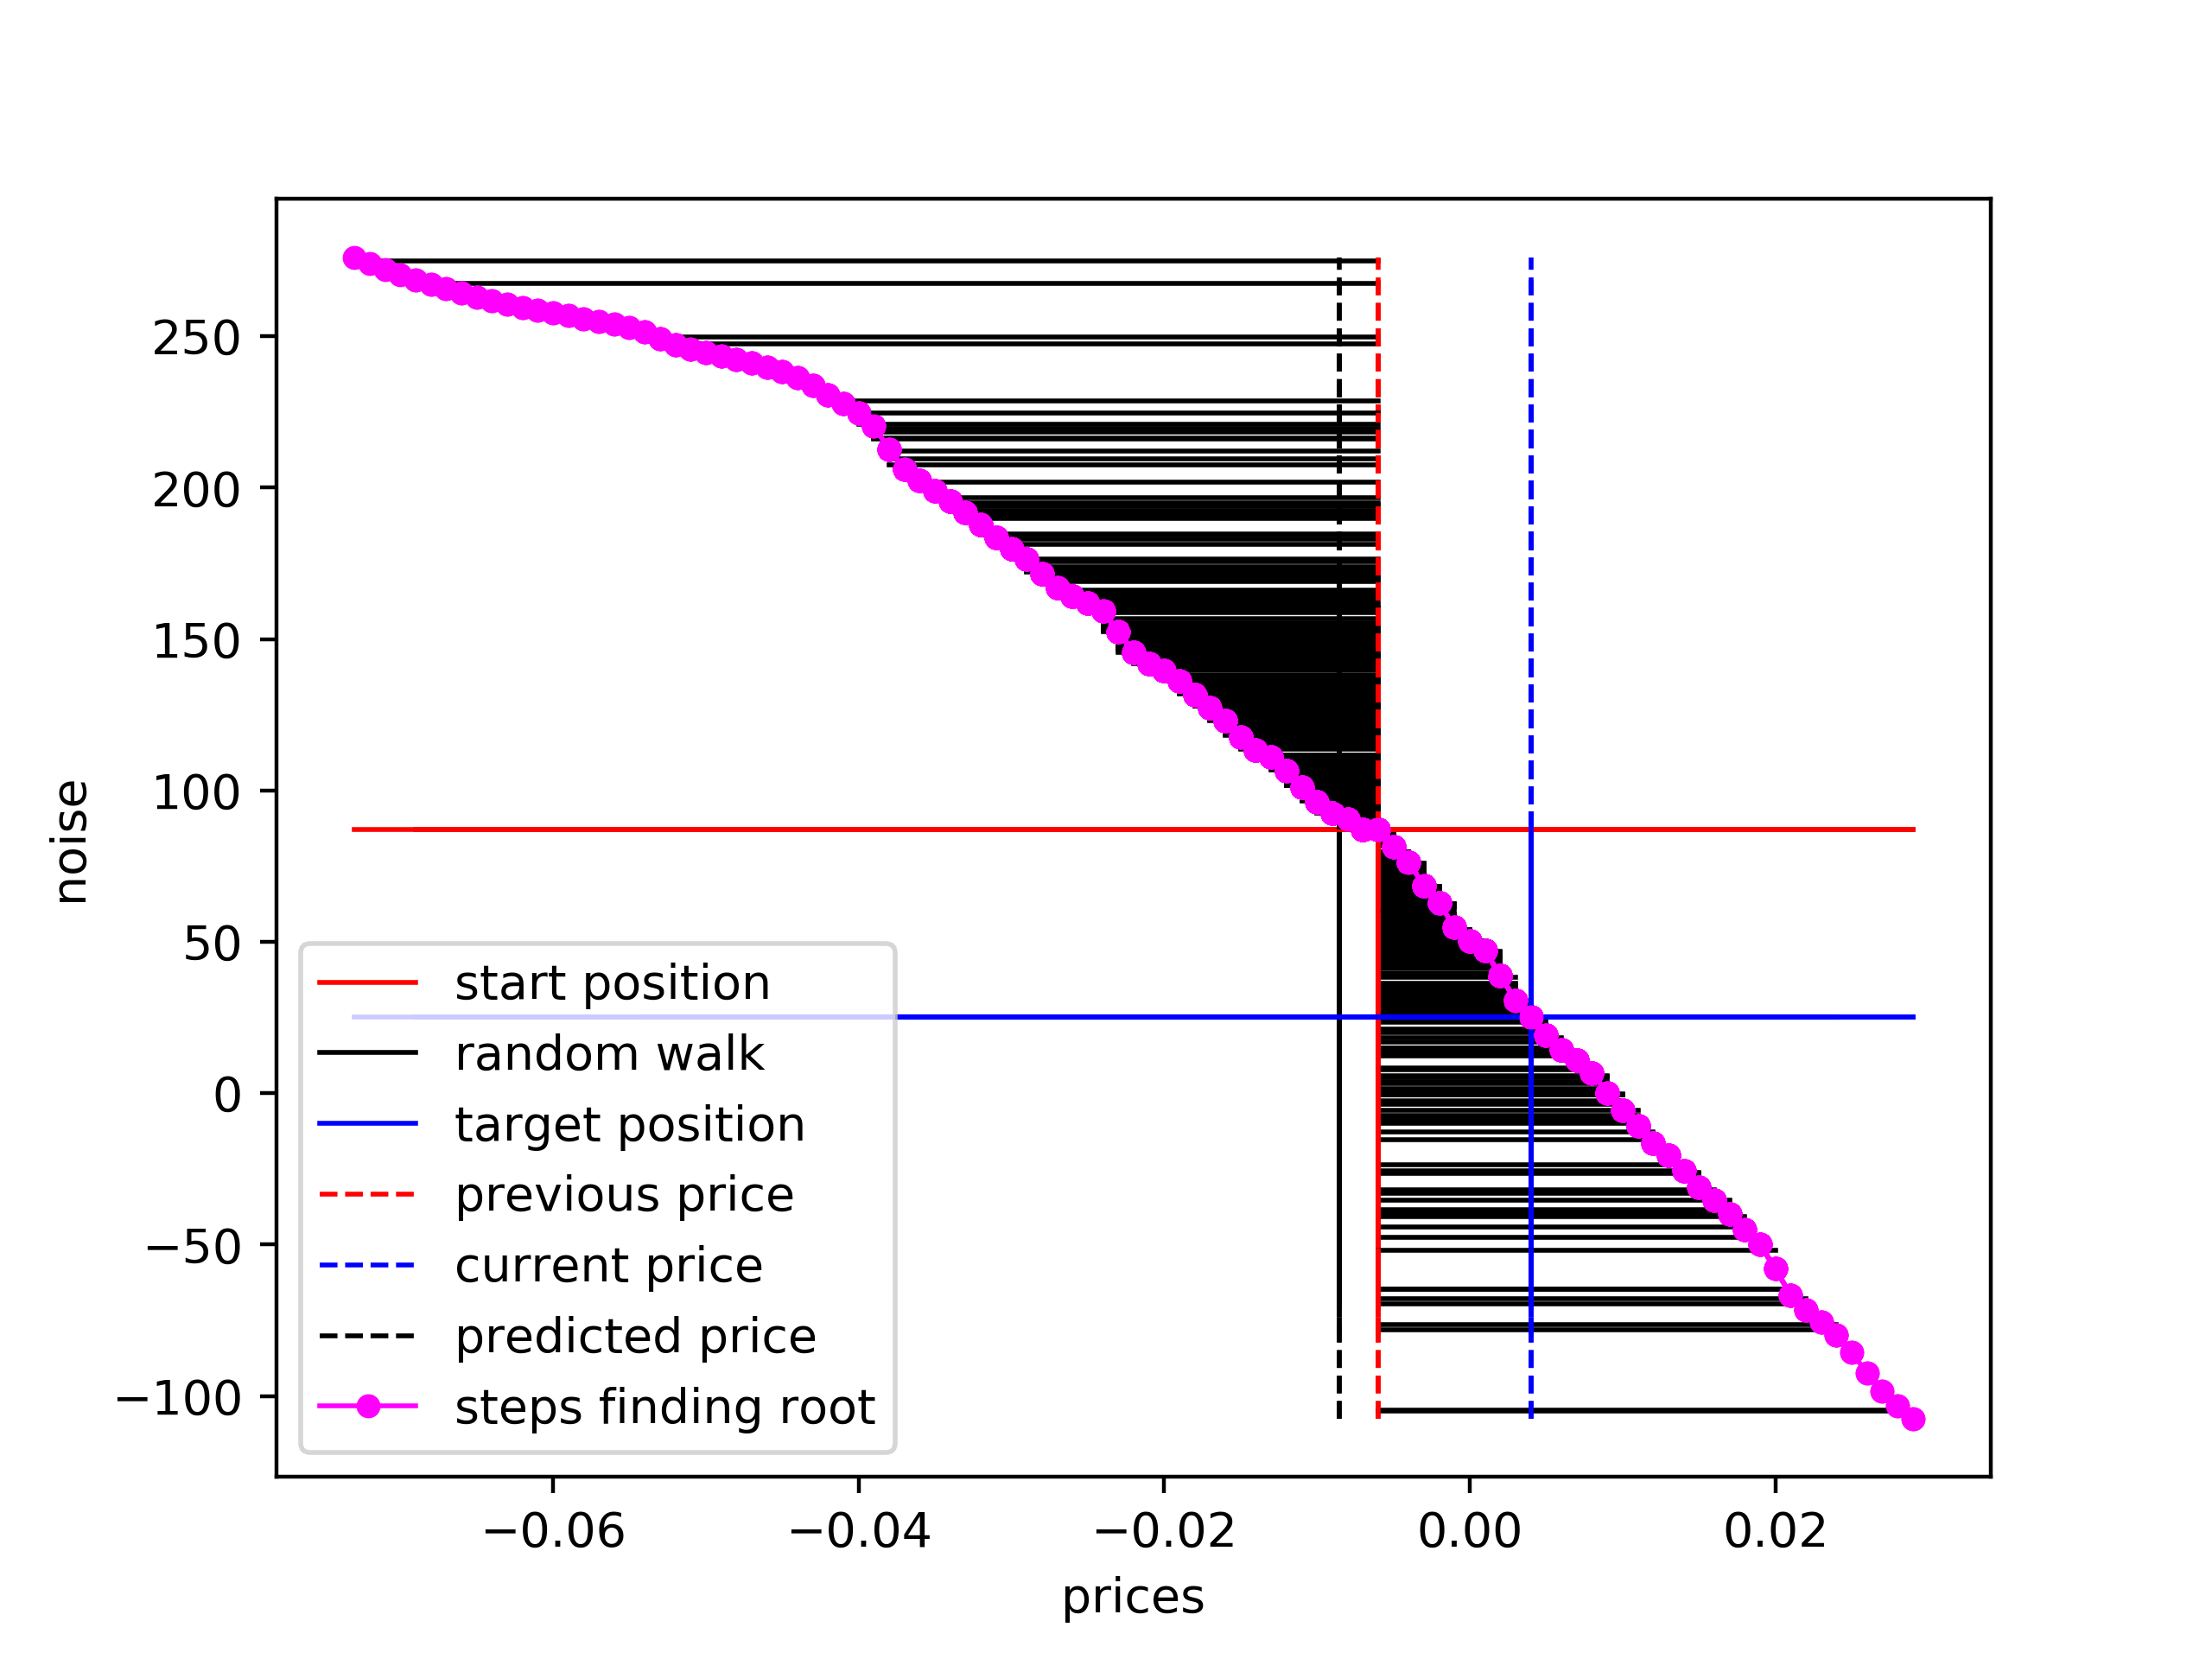 250
200
150
100
50
0
−50
−100
noise
start position
random walk
target position
previous price
current price
predicted price
steps finding root
−0.06 −0.04 −0.02 0.00 0.02
prices